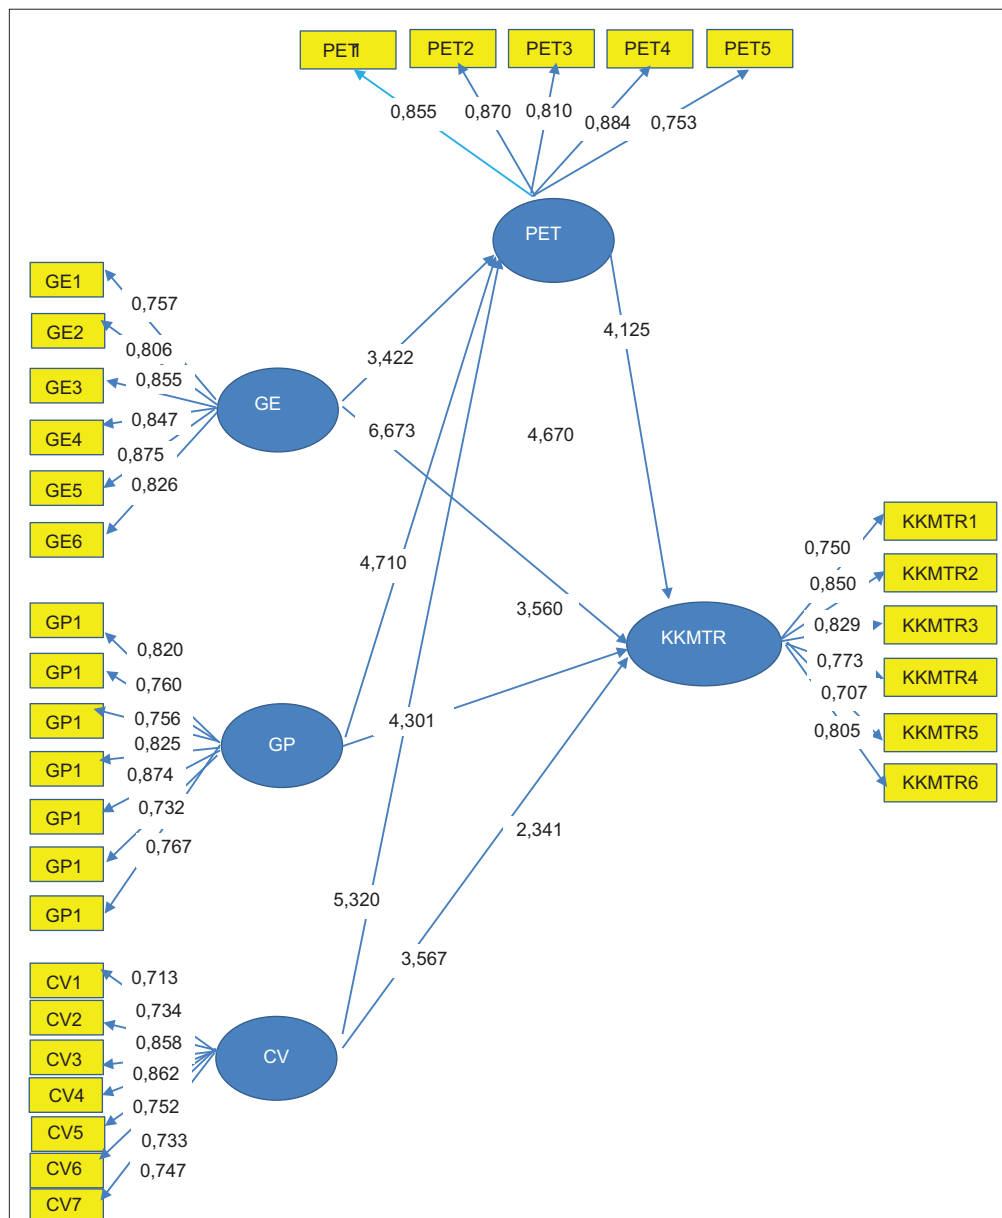 PET1
PET2
PET3
PET4
PET5
0,855
0,870
0,810
0,884
0,753
PET
GE1
0,757
GE2
0,806
GE3
0,855
GE4
0,847
GE5
0,875
GE6
0,826
GE
3,422
6,673
4,125
4,670
4,710
3,560
GP1
0,820
GP1
0,760
GP1
0,756
GP1
0,825
GP1
0,874
GP1
0,732
GP1
0,767
GP
4,301
KKMTR
KKMTR1
0,750
KKMTR2
0,850
KKMTR3
0,829
KKMTR4
0,773
KKMTR5
0,707
KKMTR6
0,805
2,341
5,320
3,567
CV1
0,713
CV2
0,734
CV3
0,858
CV4
0,862
CV5
0,752
CV6
0,733
CV7
0,747
CV